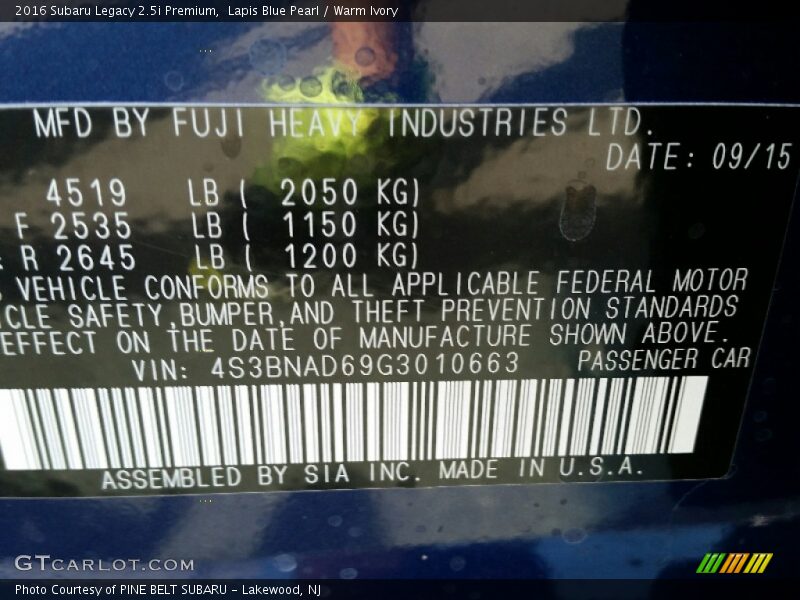 2016 Subaru Legacy 2.5i Premium, Lapis Blue Pearl / Warm Ivory
MFD BY FUJI HEAVY INDUSTRIES LTD.
DATE: 09/15
4519 LB ( 2050 KG)
F 2535 LB ( 1150 KG)
R 2645 LB ( 1200 KG)
VEHICLE CONFORMS TO ALL APPLICABLE FEDERAL MOTOR
ICLE SAFETY,BUMPER,AND THEFT PREVENTION STANDARDS
EFFECT ON THE DATE OF MANUFACTURE SHOWN ABOVE.
VIN: 4S3BNAD69G3010663 PASSENGER CAR
ASSEMBLED BY SIA INC. MADE IN U.S.A.
GTCARLOT.COM
Photo Courtesy of PINE BELT SUBARU - Lakewood, NJ